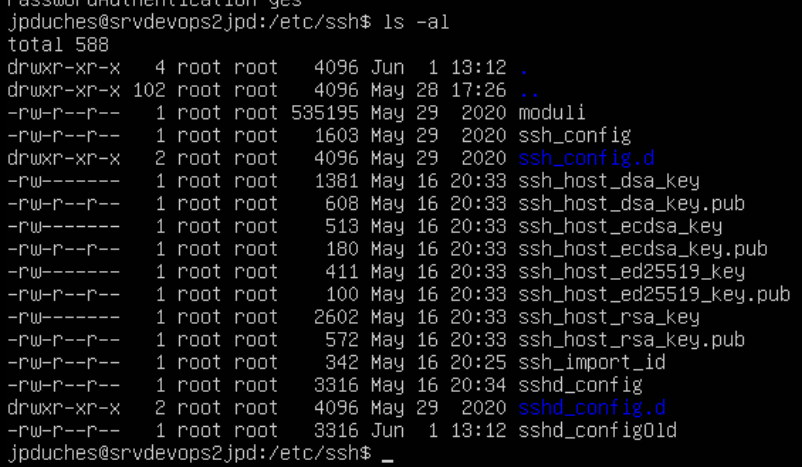 PasswordAuthentication yes
jpduches@srvdevops2jpd:/etc/ssh$ ls -al
total 588
drwxr-xr-x   4 root root   4096 Jun  1 13:12 .
drwxr-xr-x 102 root root   4096 May 28 17:26 ..
-rw-r--r--   1 root root 535195 May 29  2020 moduli
-rw-r--r--   1 root root   1603 May 29  2020 ssh_config
drwxr-xr-x   2 root root   4096 May 29  2020 ssh_config.d
-rw-------   1 root root   1381 May 16 20:33 ssh_host_dsa_key
-rw-r--r--   1 root root    608 May 16 20:33 ssh_host_dsa_key.pub
-rw-------   1 root root    513 May 16 20:33 ssh_host_ecdsa_key
-rw-r--r--   1 root root    180 May 16 20:33 ssh_host_ecdsa_key.pub
-rw-------   1 root root    411 May 16 20:33 ssh_host_ed25519_key
-rw-r--r--   1 root root    100 May 16 20:33 ssh_host_ed25519_key.pub
-rw-------   1 root root   2602 May 16 20:33 ssh_host_rsa_key
-rw-r--r--   1 root root    572 May 16 20:33 ssh_host_rsa_key.pub
-rw-r--r--   1 root root    342 May 16 20:25 ssh_import_id
-rw-r--r--   1 root root   3316 May 16 20:34 sshd_config
drwxr-xr-x   2 root root   4096 May 29  2020 sshd_config.d
-rw-r--r--   1 root root   3316 Jun  1 13:12 sshd_configOld
jpduches@srvdevops2jpd:/etc/ssh$ _